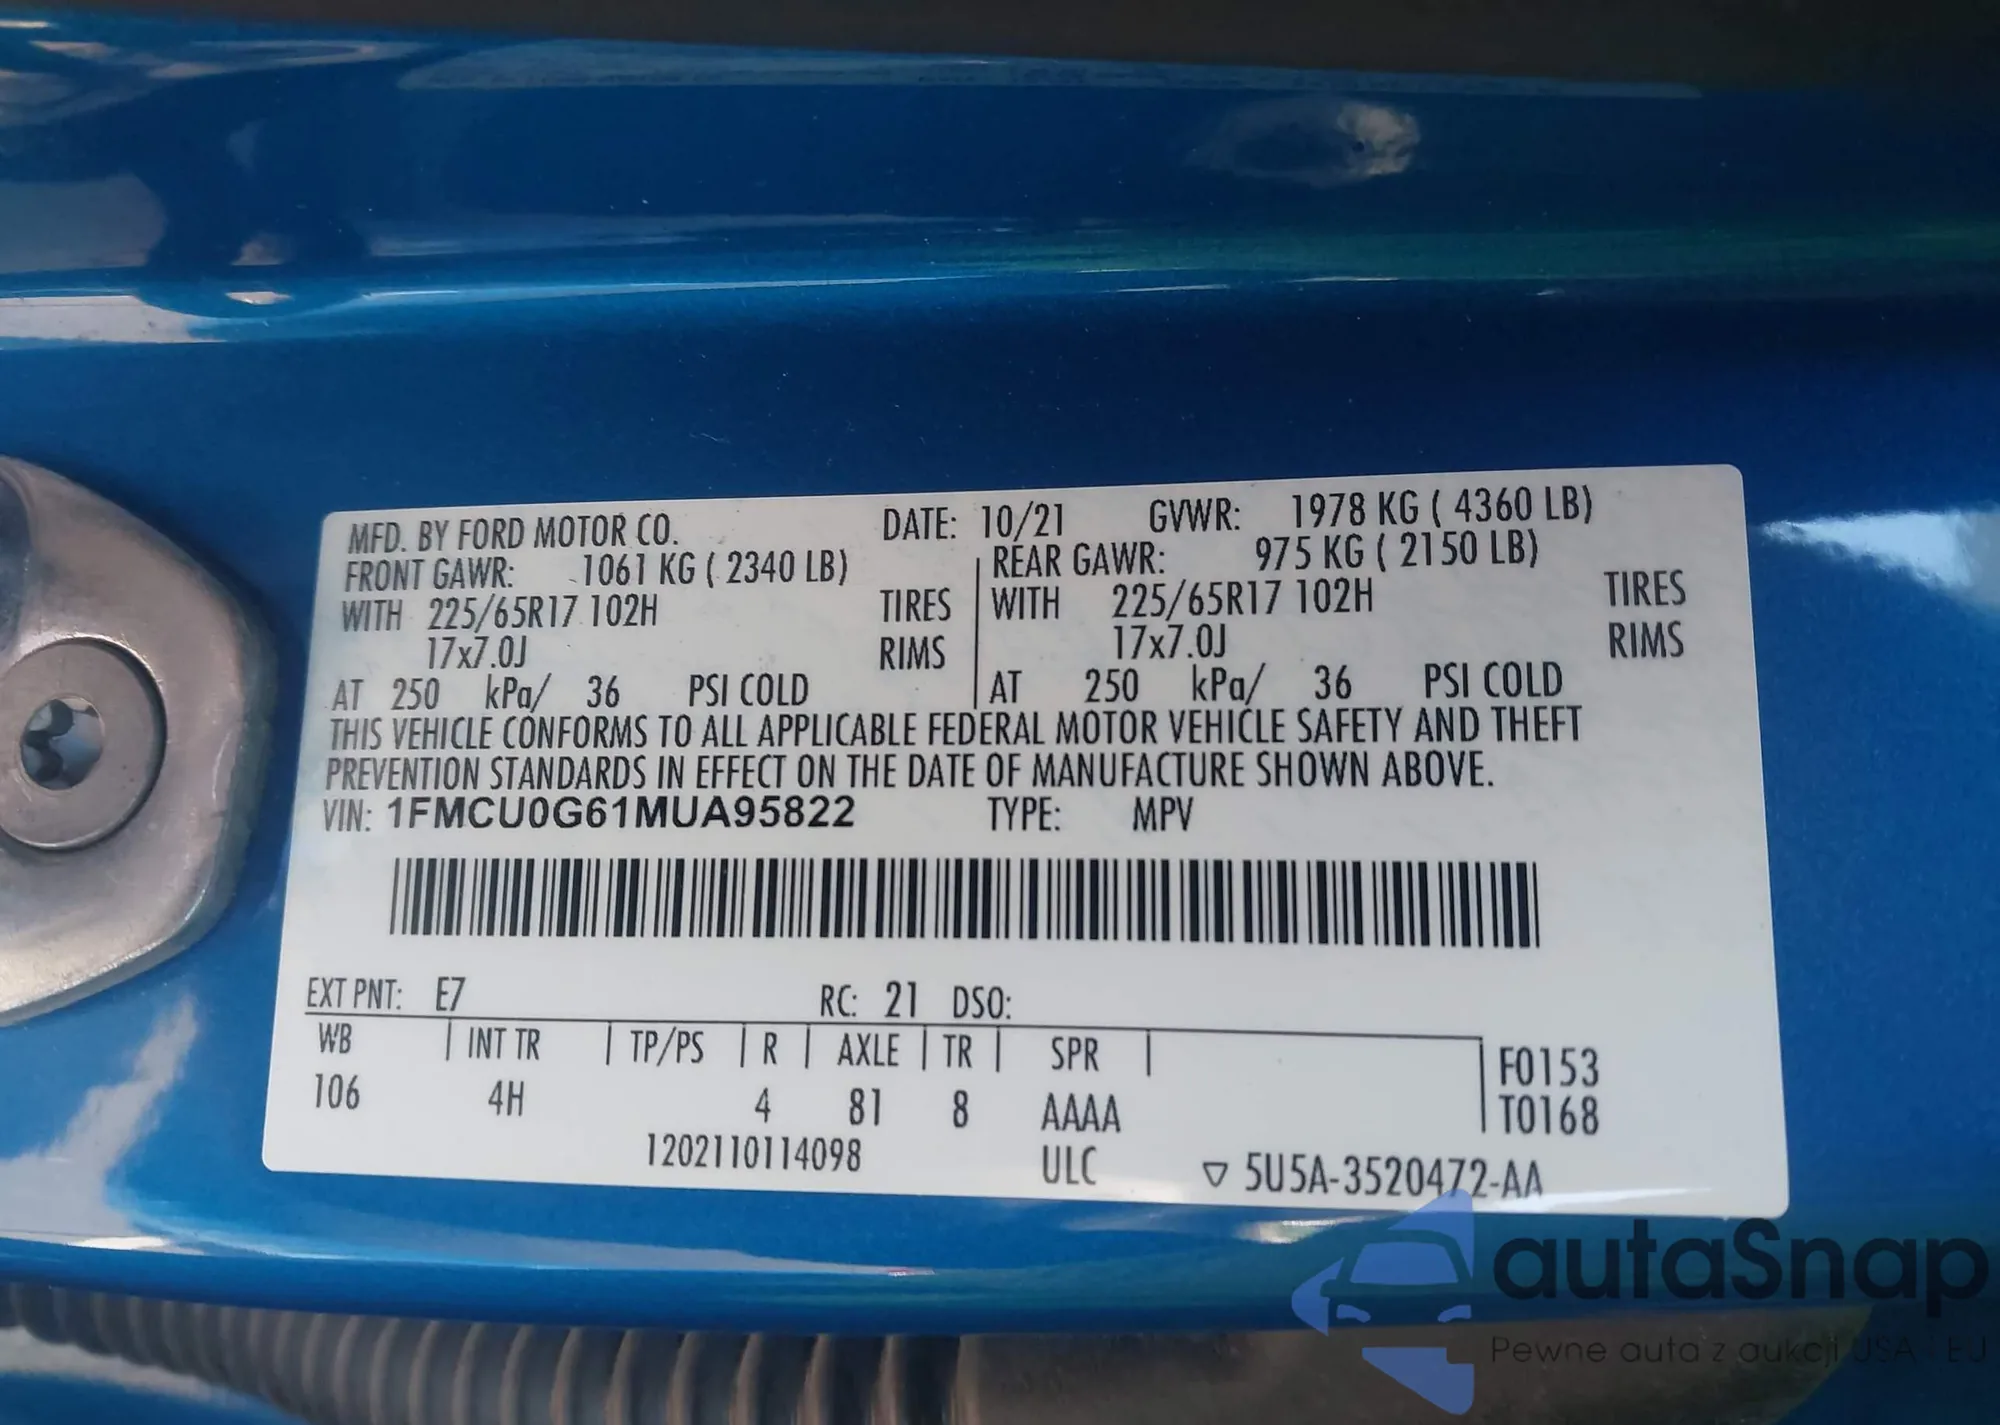 MFD. BY FORD MOTOR CO. DATE: 10/21 GVWR: 1978 KG ( 4360 LB)
FRONT GAWR: 1061 KG ( 2340 LB) REAR GAWR: 975 KG ( 2150 LB)
WITH 225/65R17 102H TIRES WITH 225/65R17 102H TIRES
17x7.0J RIMS 17x7.0J RIMS
AT 250 kPa/ 36 PSI COLD AT 250 kPa/ 36 PSI COLD
THIS VEHICLE CONFORMS TO ALL APPLICABLE FEDERAL MOTOR VEHICLE SAFETY AND THEFT
PREVENTION STANDARDS IN EFFECT ON THE DATE OF MANUFACTURE SHOWN ABOVE.
VIN: 1FMCU0G61MUA95822 TYPE: MPV
EXT PNT: E7 RC: 21 DSO:
WB INT TR TP/PS R AXLE TR SPR F0153
106 4H 4 81 8 AAAA T0168
1202110114098 ULC ▽ 5U5A-3520472-AA
autaSnap
Pewne auta z aukcji USA i EU